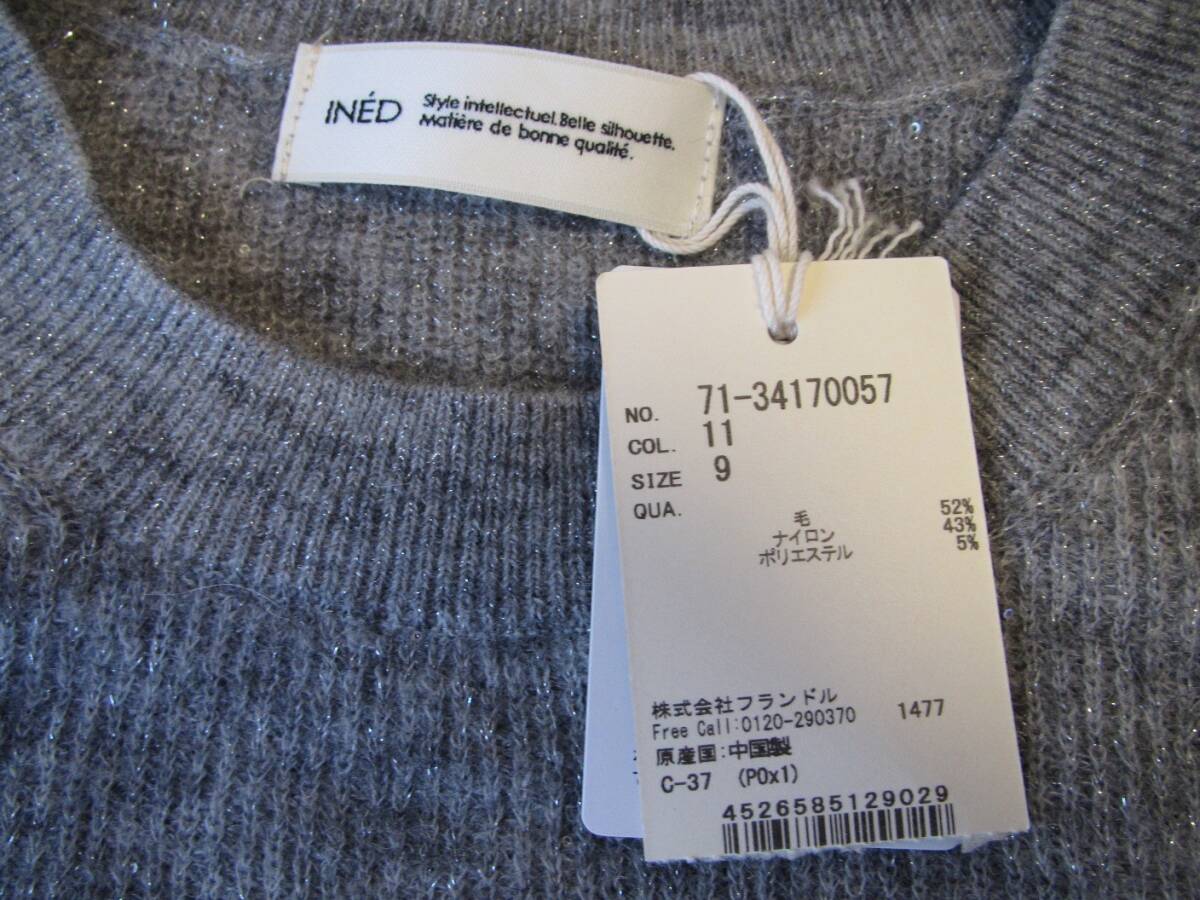 INÉD
Style intellectuel. Belle silhouette.
Matière de bonne qualité.
NO. 71-34170057
COL. 11
SIZE 9
QUA.
毛 52%
ナイロン 43%
ポリエステル 5%
株式会社フランドル
Free Call:0120-290370 1477
原産国:中国製
C-37 (P0x1)
4526585129029